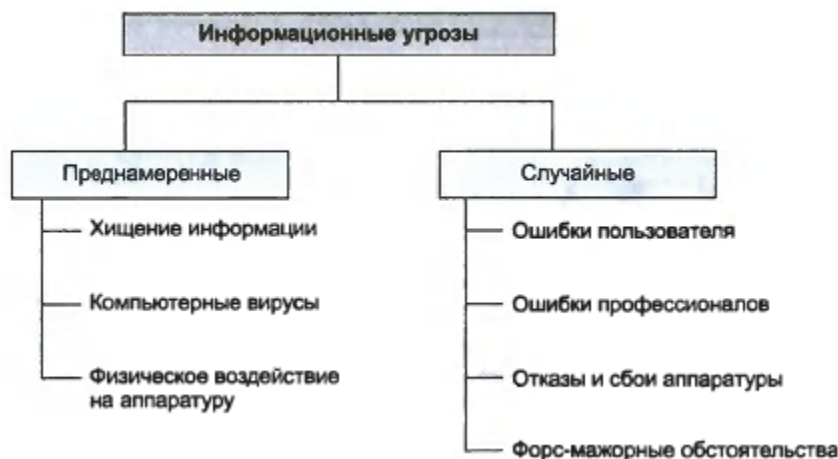 Информационные угрозы
Преднамеренные
Хищение информации
Компьютерные вирусы
Физическое воздействие
на аппаратуру
Случайные
Ошибки пользователя
Ошибки профессионалов
Отказы и сбои аппаратуры
Форс-мажорные обстоятельства